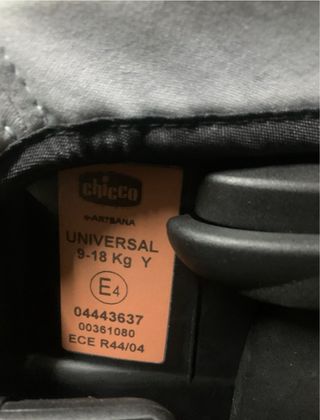 chicco
ARTSANA
UNIVERSAL
9-18 Kg Y
E4
04443637
00361080
ECE R44/04